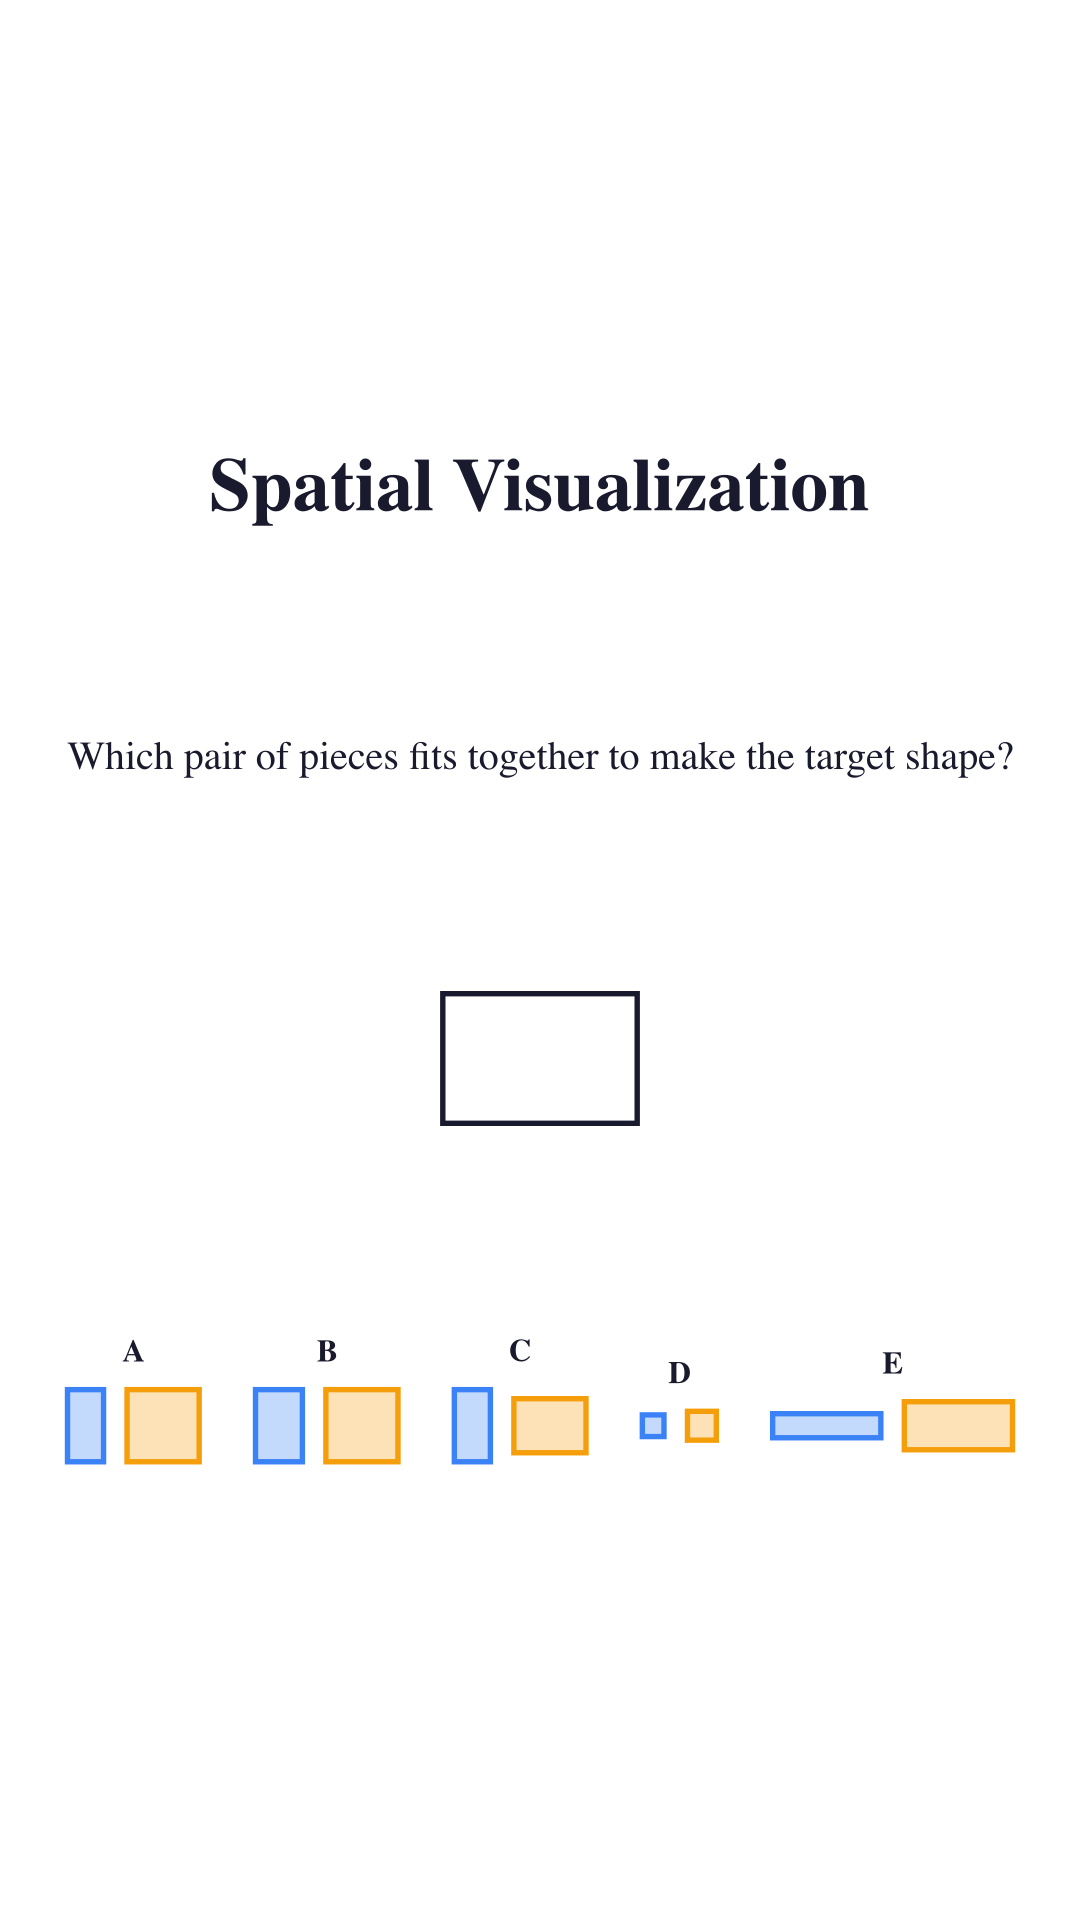 Spatial Visualization
Which pair of pieces fits together to make the target shape?
A B C D E